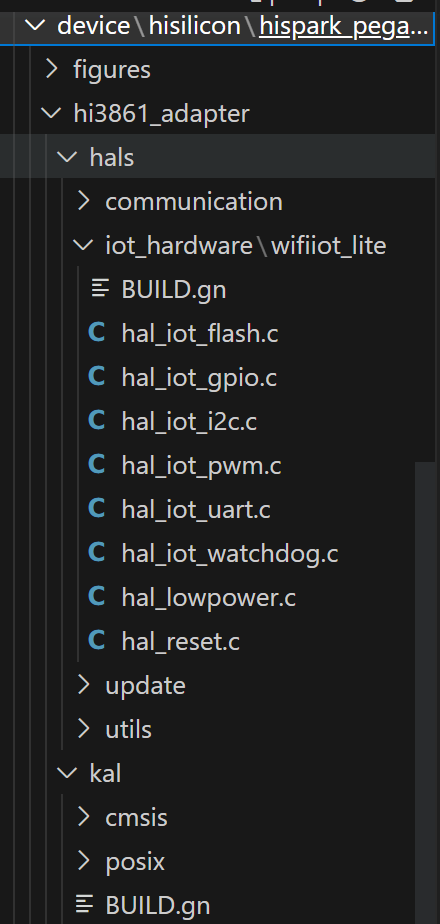 device\hisilicon\hispark_pega...
figures
hi3861_adapter
hals
communication
iot_hardware\wifiiot_lite
BUILD.gn
C hal_iot_flash.c
C hal_iot_gpio.c
C hal_iot_i2c.c
C hal_iot_pwm.c
C hal_iot_uart.c
C hal_iot_watchdog.c
C hal_lowpower.c
C hal_reset.c
update
utils
kal
cmsis
posix
BUILD.gn